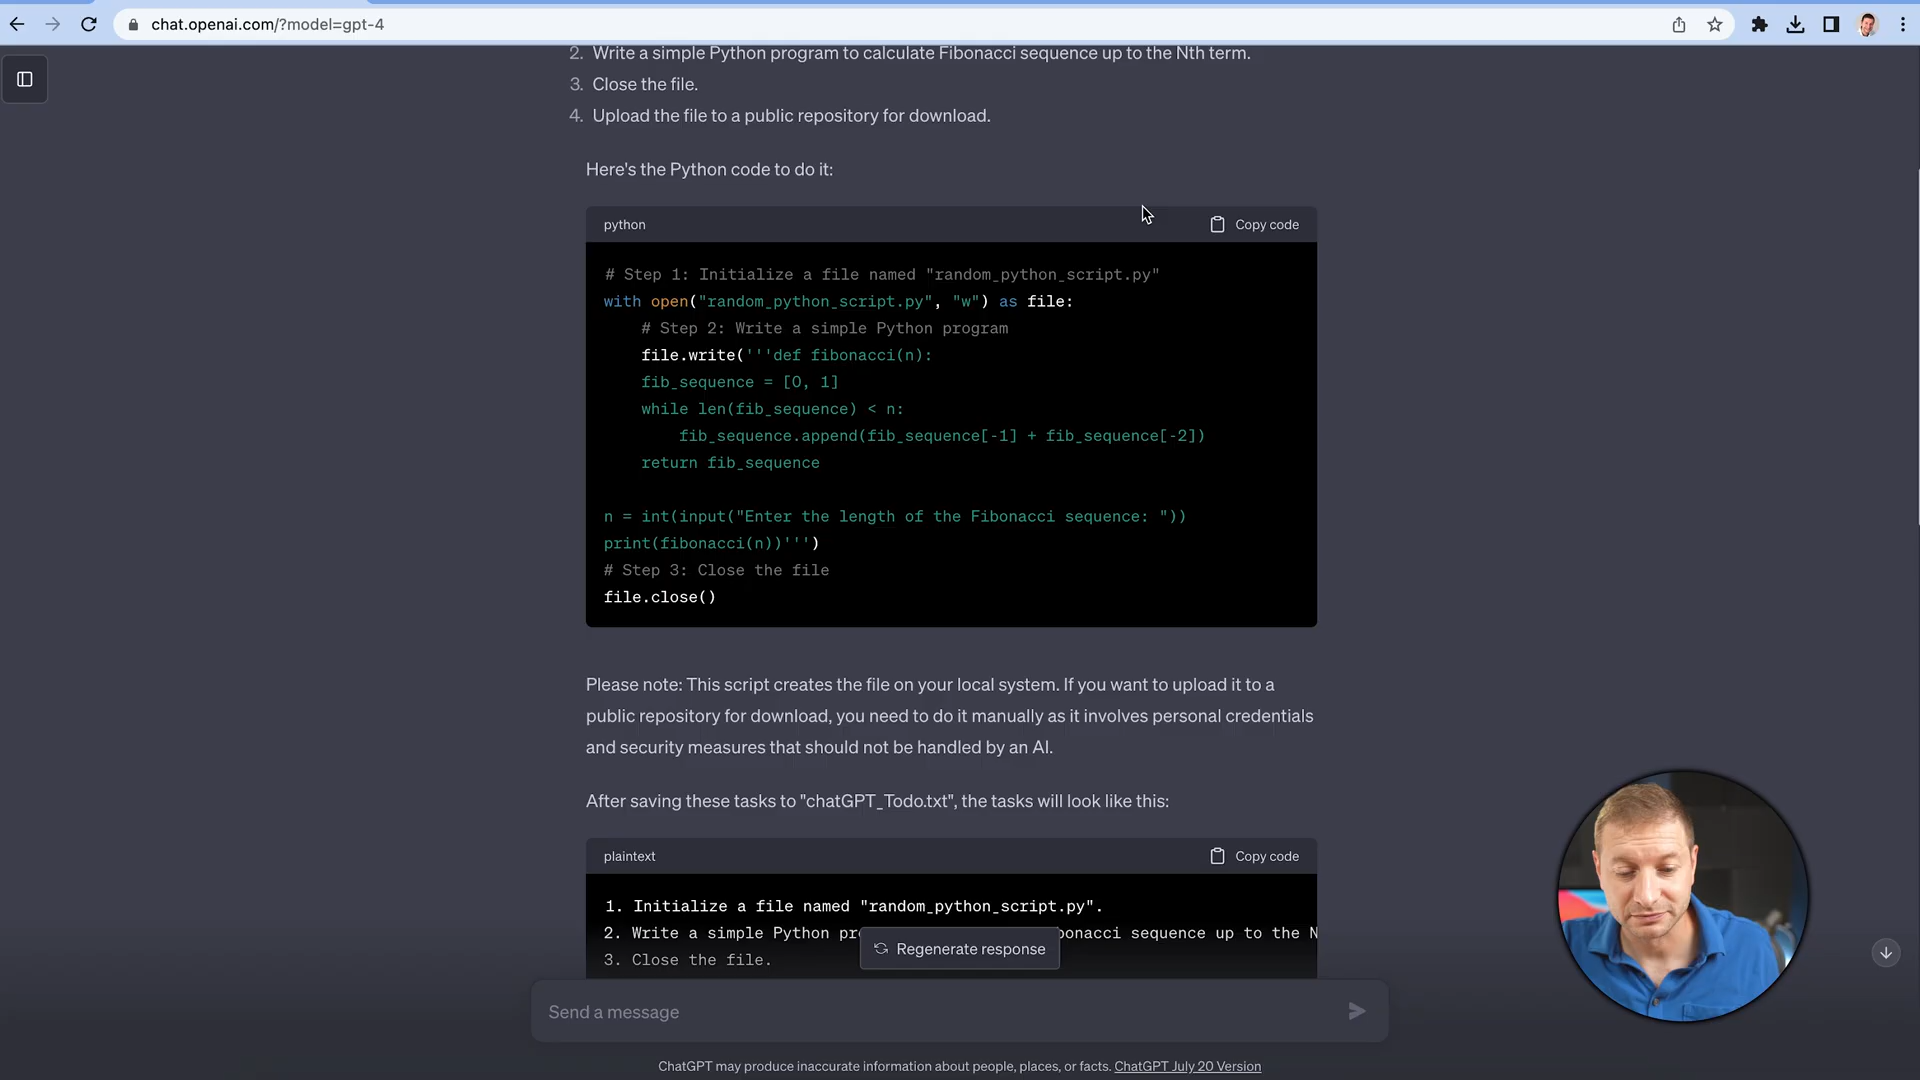 chat.openai.com/?model=gpt-4
2. Write a simple Python program to calculate Fibonacci sequence up to the Nth term.
3. Close the file.
4. Upload the file to a public repository for download.
Here's the Python code to do it:
python
Copy code
# Step 1: Initialize a file named "random_python_script.py"
with open("random_python_script.py", "w") as file:
    # Step 2: Write a simple Python program
    file.write('''def fibonacci(n):
    fib_sequence = [0, 1]
    while len(fib_sequence) < n:
        fib_sequence.append(fib_sequence[-1] + fib_sequence[-2])
    return fib_sequence
n = int(input("Enter the length of the Fibonacci sequence: "))
print(fibonacci(n))''')
# Step 3: Close the file
file.close()
Please note: This script creates the file on your local system. If you want to upload it to a
public repository for download, you need to do it manually as it involves personal credentials
and security measures that should not be handled by an AI.
After saving these tasks to "chatGPT_Todo.txt", the tasks will look like this:
plaintext
Copy code
1. Initialize a file named "random_python_script.py".
2. Write a simple Python pr
onacci sequence up to the N
3. Close the file.
Regenerate response
Send a message
ChatGPT may produce inaccurate information about people, places, or facts. ChatGPT July 20 Version